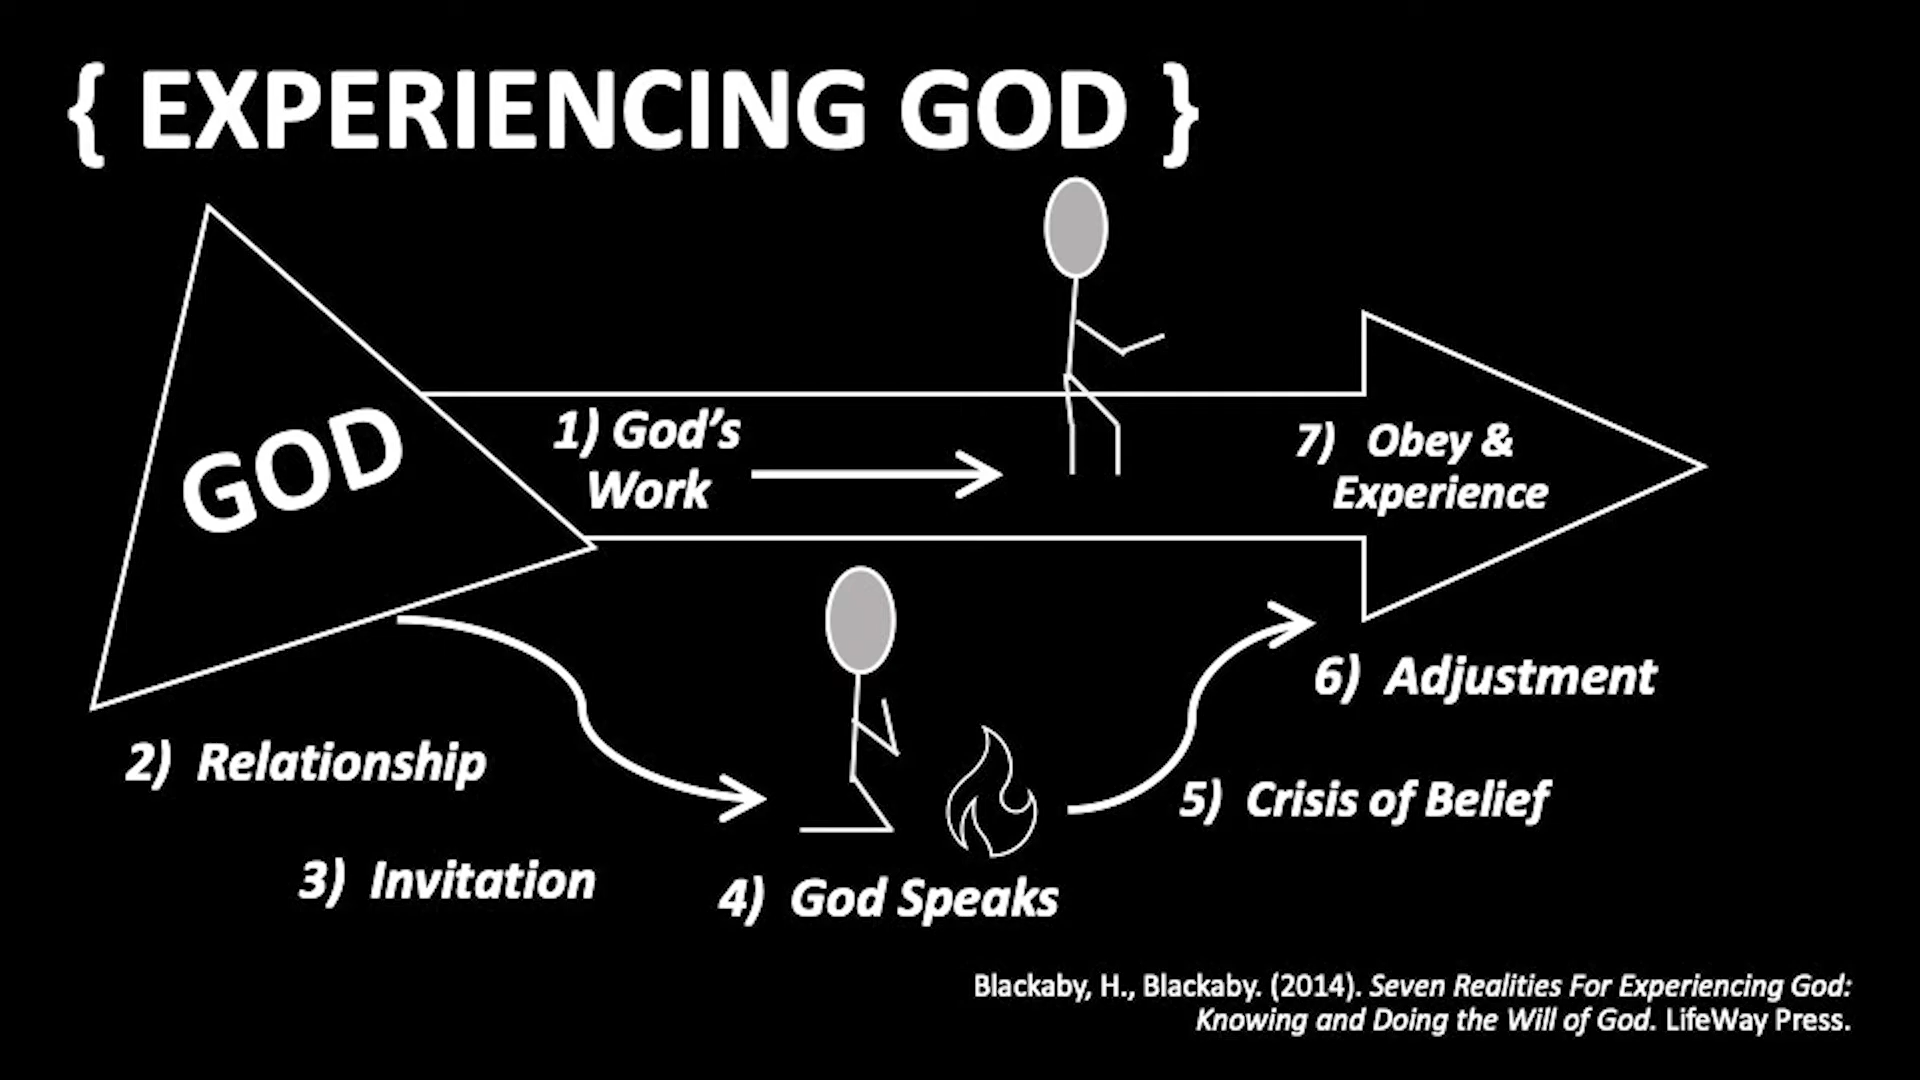 { EXPERIENCING GOD }
GOD
1) God's
Work
7) Obey &
Experience
2) Relationship
3) Invitation
4) God Speaks
5) Crisis of Belief
6) Adjustment
Blackaby, H., Blackaby. (2014). Seven Realities For Experiencing God:
Knowing and Doing the Will of God. LifeWay Press.